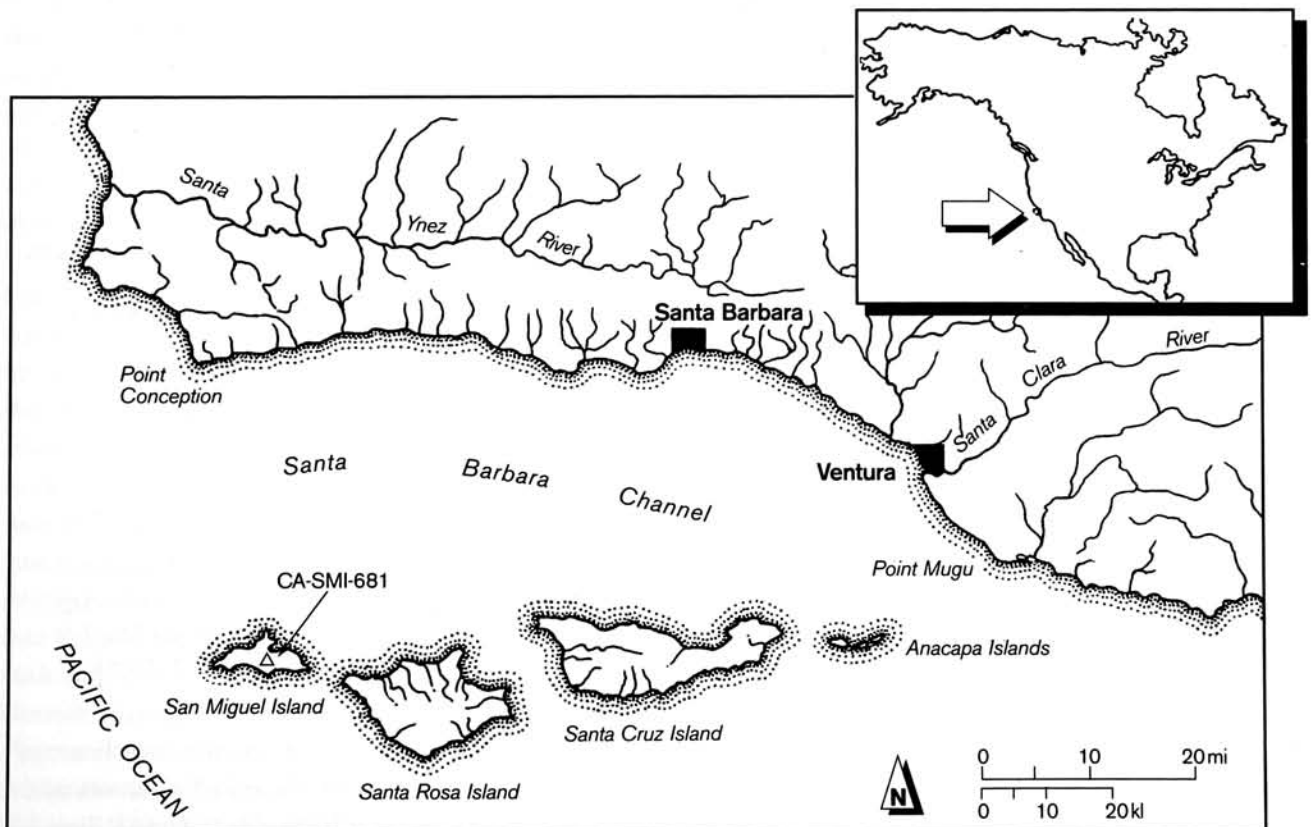 Santa
Ynez
River
Santa Barbara
Point
Conception
Santa Clara River
Ventura
Santa Barbara Channel
Point Mugu
CA-SMI-681
San Miguel Island
Santa Rosa Island
Santa Cruz Island
Anacapa Islands
PACIFIC OCEAN
N
0 10 20 mi
0 10 20 kl